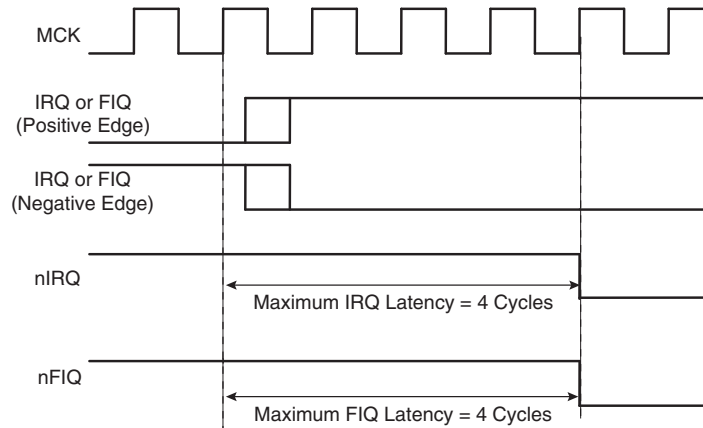 MCK
IRQ or FIQ
(Positive Edge)
IRQ or FIQ
(Negative Edge)
nIRQ
Maximum IRQ Latency = 4 Cycles
nFIQ
Maximum FIQ Latency = 4 Cycles